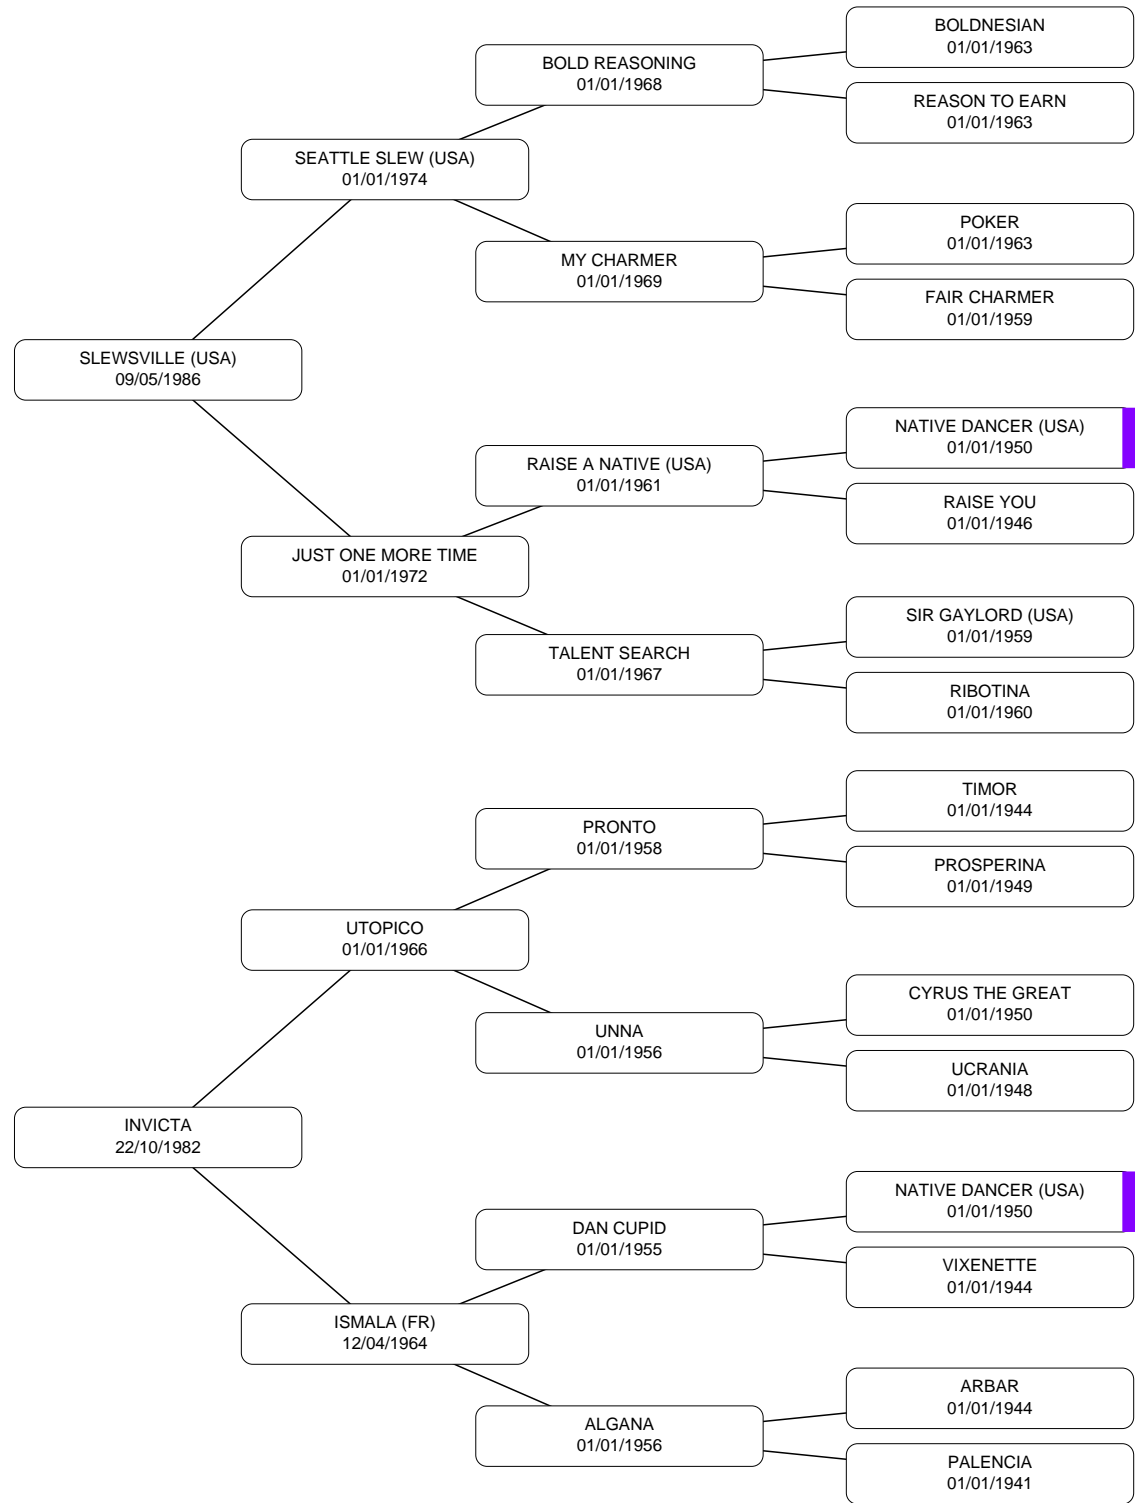 BOLDNESIAN
01/01/1963
BOLD REASONING
01/01/1968
REASON TO EARN
01/01/1963
SEATTLE SLEW (USA)
01/01/1974
POKER
01/01/1963
MY CHARMER
01/01/1969
FAIR CHARMER
01/01/1959
SLEWSVILLE (USA)
09/05/1986
NATIVE DANCER (USA)
01/01/1950
RAISE A NATIVE (USA)
01/01/1961
RAISE YOU
01/01/1946
JUST ONE MORE TIME
01/01/1972
SIR GAYLORD (USA)
01/01/1959
TALENT SEARCH
01/01/1967
RIBOTINA
01/01/1960
TIMOR
01/01/1944
PRONTO
01/01/1958
PROSPERINA
01/01/1949
UTOPICO
01/01/1966
CYRUS THE GREAT
01/01/1950
UNNA
01/01/1956
UCRANIA
01/01/1948
INVICTA
22/10/1982
NATIVE DANCER (USA)
01/01/1950
DAN CUPID
01/01/1955
VIXENETTE
01/01/1944
ISMALA (FR)
12/04/1964
ARBAR
01/01/1944
ALGANA
01/01/1956
PALENCIA
01/01/1941